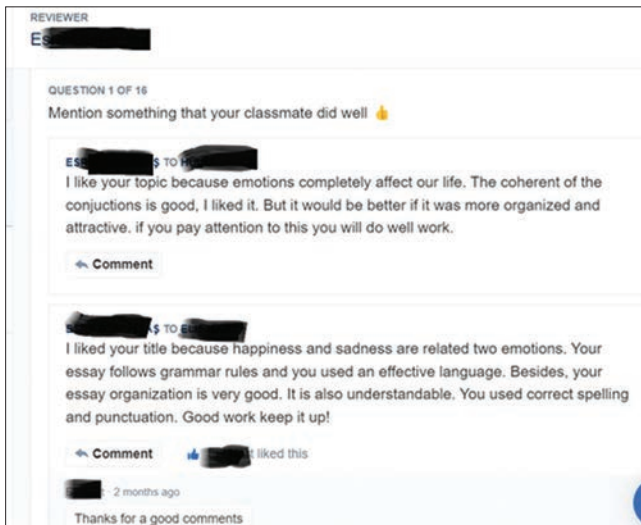 REVIEWER
QUESTION 1 OF 16
Mention something that your classmate did well 👍
TO
I like your topic because emotions completely affect our life. The coherent of the
conjuctions is good, I liked it. But it would be better if it was more organized and
attractive. if you pay attention to this you will do well work.
Comment
TO
I liked your title because happiness and sadness are related two emotions. Your
essay follows grammar rules and you used an effective language. Besides, your
essay organization is very good. It is also understandable. You used correct spelling
and punctuation. Good work keep it up!
Comment liked this
2 months ago
Thanks for a good comments